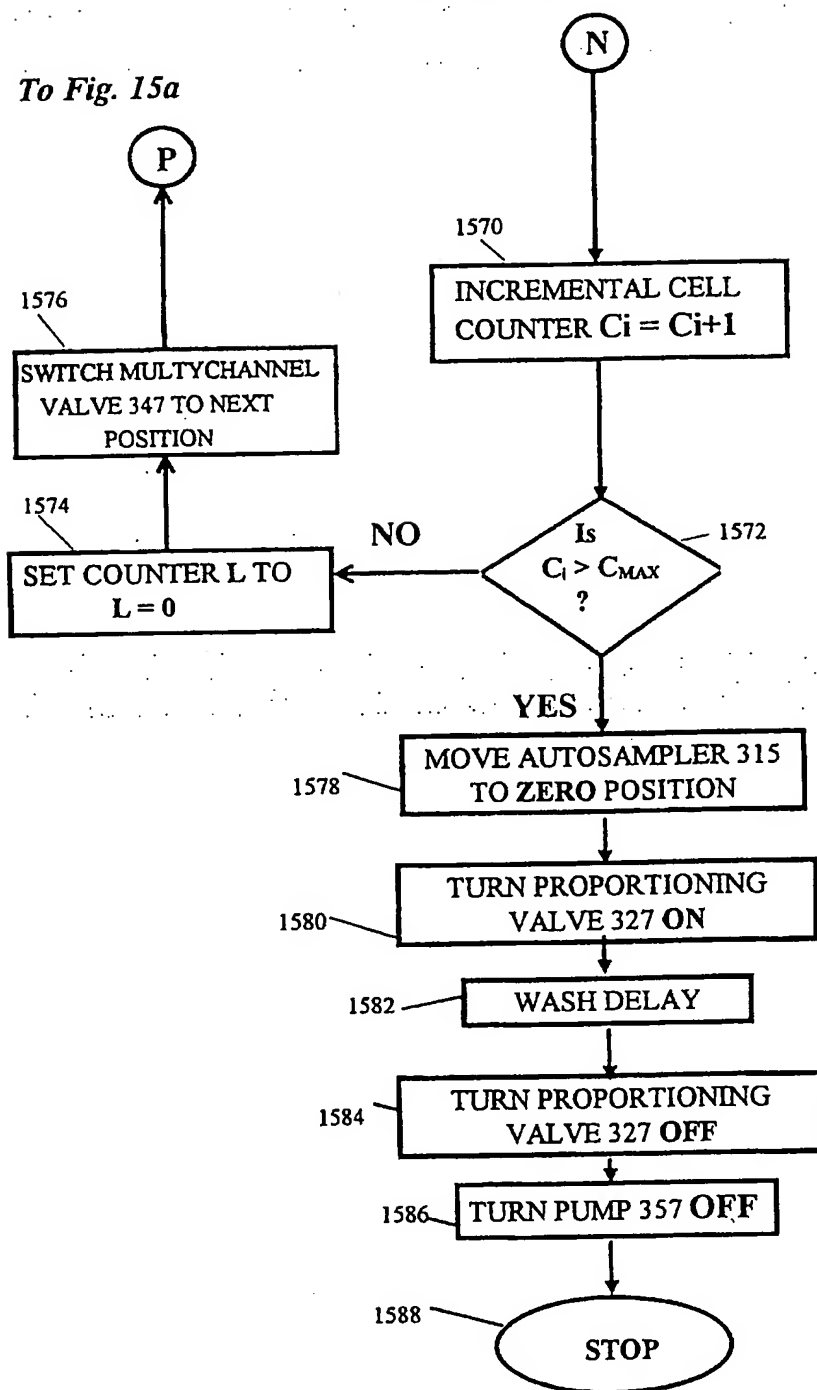 N
To Fig. 15a
P
1570
INCREMENTAL CELL
COUNTER Ci = Ci+1
1576
SWITCH MULTYCHANNEL
VALVE 347 TO NEXT
POSITION
1574
SET COUNTER L TO
L = 0
NO
Is
Ci > CMAX
?
1572
YES
MOVE AUTOSAMPLER 315
TO ZERO POSITION
1578
TURN PROPORTIONING
VALVE 327 ON
1580
WASH DELAY
1582
TURN PROPORTIONING
VALVE 327 OFF
1584
TURN PUMP 357 OFF
1586
1588
STOP